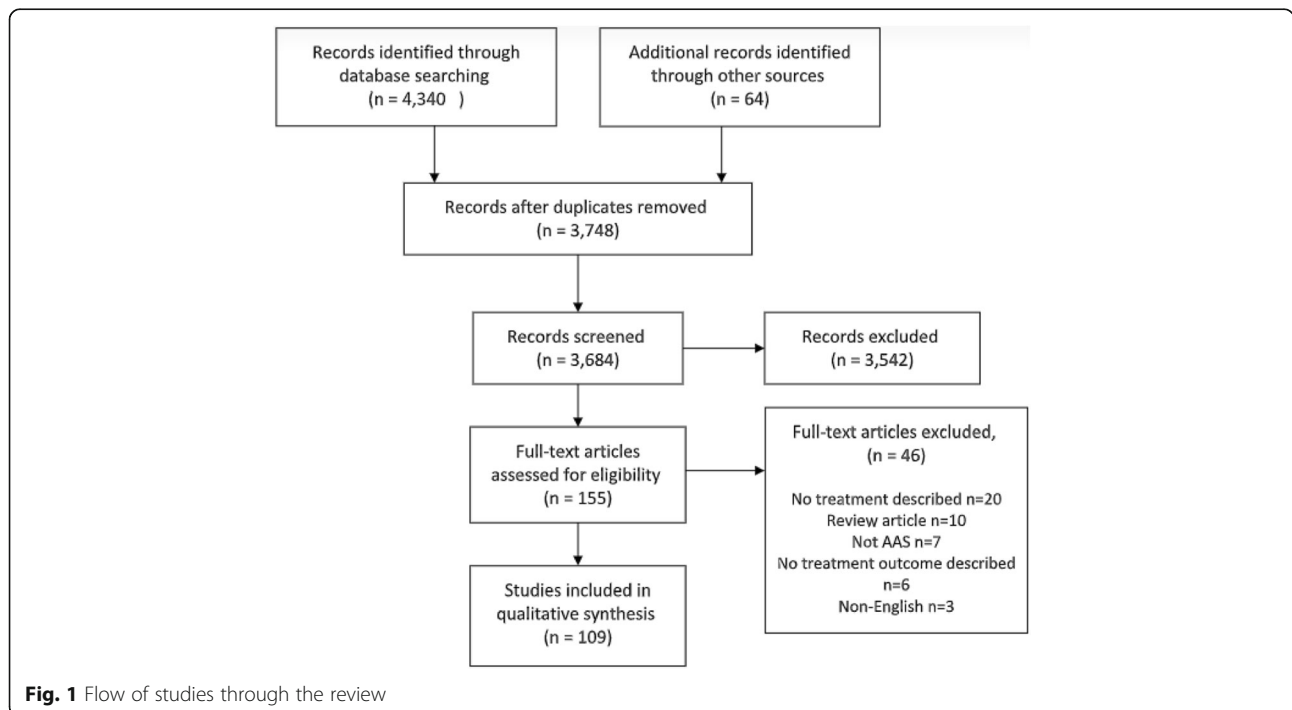 Records identified through
database searching
(n = 4,340   )
Additional records identified
through other sources
(n = 64)
Records after duplicates removed
(n = 3,748)
Records screened
(n = 3,684)
Records excluded
(n = 3,542)
Full-text articles
assessed for eligibility
(n = 155)
Full-text articles excluded,
(n = 46)
No treatment described n=20
Review article n=10
Not AAS n=7
No treatment outcome described
n=6
Non-English n=3
Studies included in
qualitative synthesis
(n = 109)
Fig. 1 Flow of studies through the review